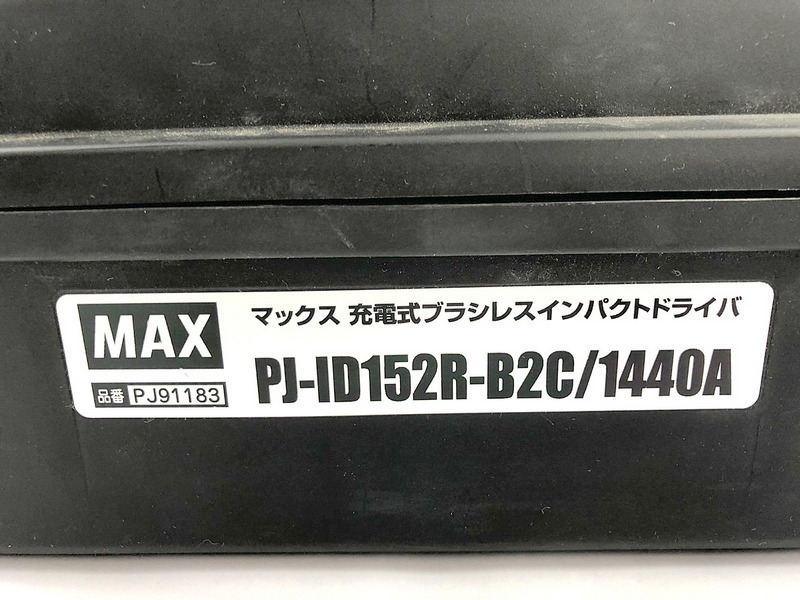 MAX
マックス 充電式ブラシレスインパクトドライバ
品番 PJ91183
PJ-ID152R-B2C/1440A